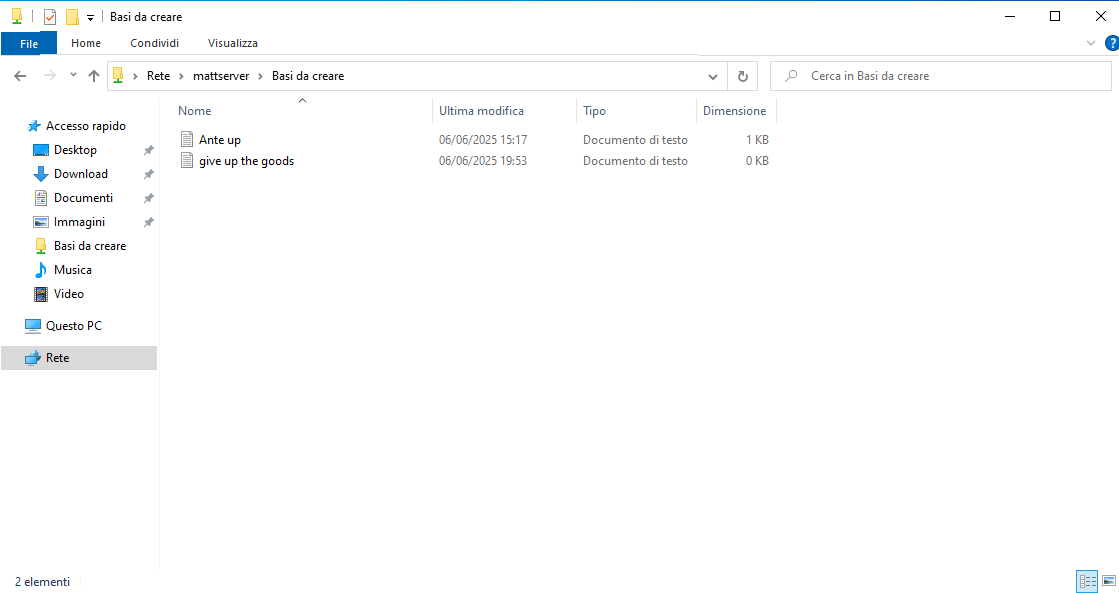 Basi da creare
File Home Condividi Visualizza
Rete mattserver Basi da creare
Cerca in Basi da creare
Nome Ultima modifica Tipo Dimensione
Ante up 06/06/2025 15:17 Documento di testo 1 KB
give up the goods 06/06/2025 19:53 Documento di testo 0 KB
Accesso rapido
Desktop
Download
Documenti
Immagini
Basi da creare
Musica
Video
Questo PC
Rete
2 elementi